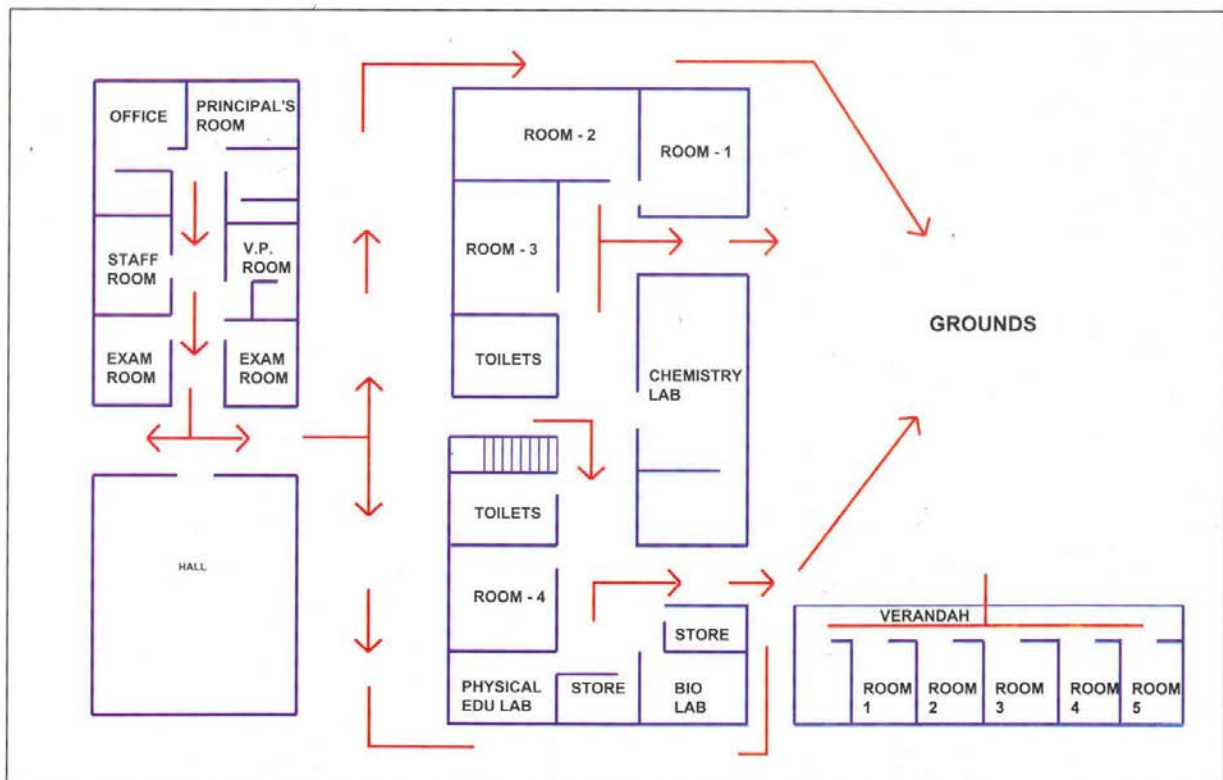 OFFICE
PRINCIPAL'S
ROOM
STAFF
ROOM
V.P.
ROOM
EXAM
ROOM
EXAM
ROOM
HALL
ROOM - 2
ROOM - 1
ROOM - 3
TOILETS
CHEMISTRY
LAB
TOILETS
ROOM - 4
PHYSICAL
EDU LAB
STORE
STORE
BIO
LAB
GROUNDS
VERANDAH
ROOM
1
ROOM
2
ROOM
3
ROOM
4
ROOM
5